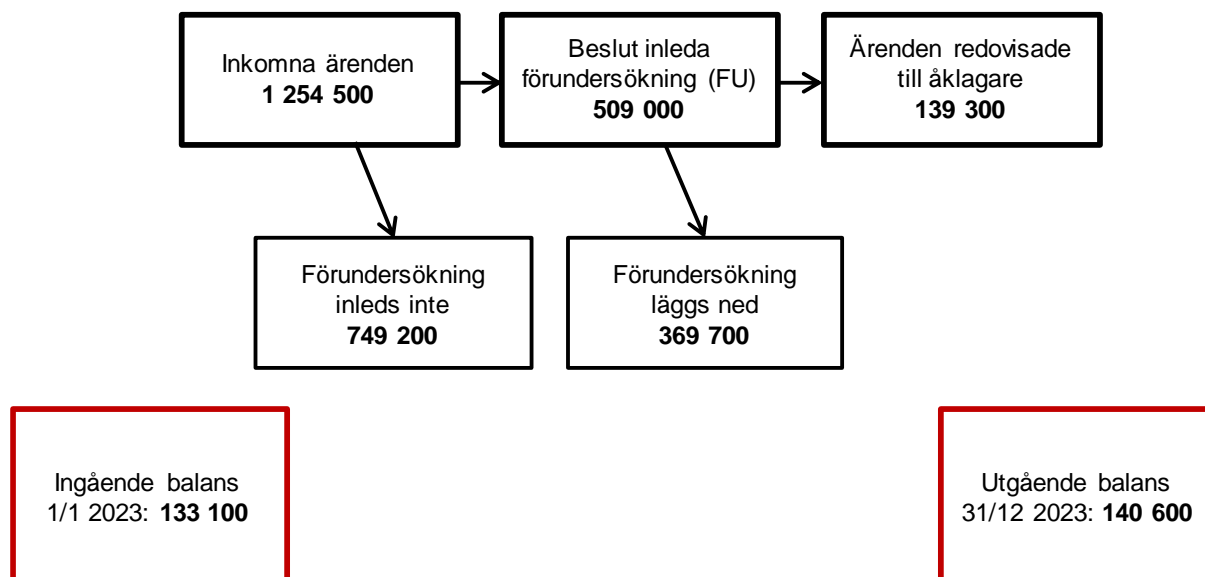 Inkomna ärenden
1 254 500
Beslut inleda
förundersökning (FU)
509 000
Ärenden redovisade
till åklagare
139 300
Förundersökning
inleds inte
749 200
Förundersökning
läggs ned
369 700
Ingående balans
1/1 2023: 133 100
Utgående balans
31/12 2023: 140 600